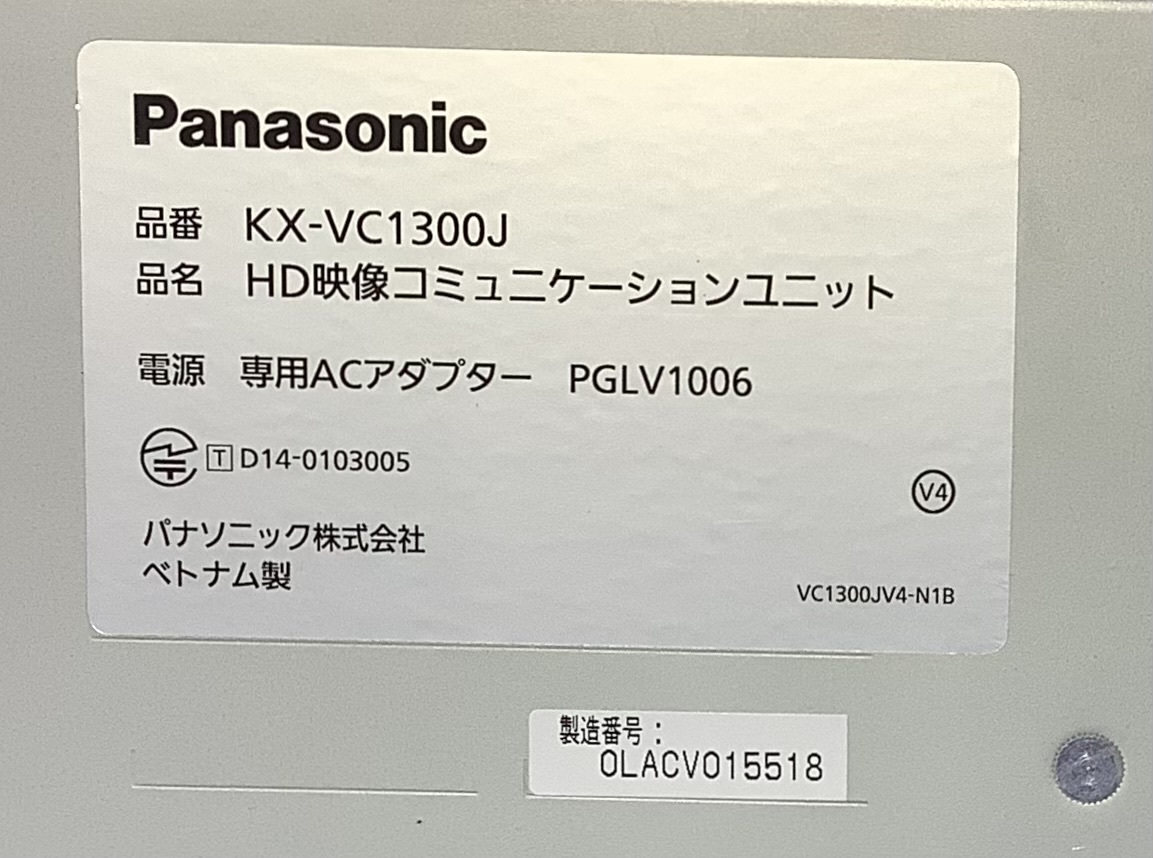 Panasonic
品番 KX-VC1300J
品名 HD映像コミュニケーションユニット
電源 専用ACアダプター PGLV1006
T D14-0103005
V4
パナソニック株式会社
ベトナム製
VC1300JV4-N1B
製造番号：
0LACV015518